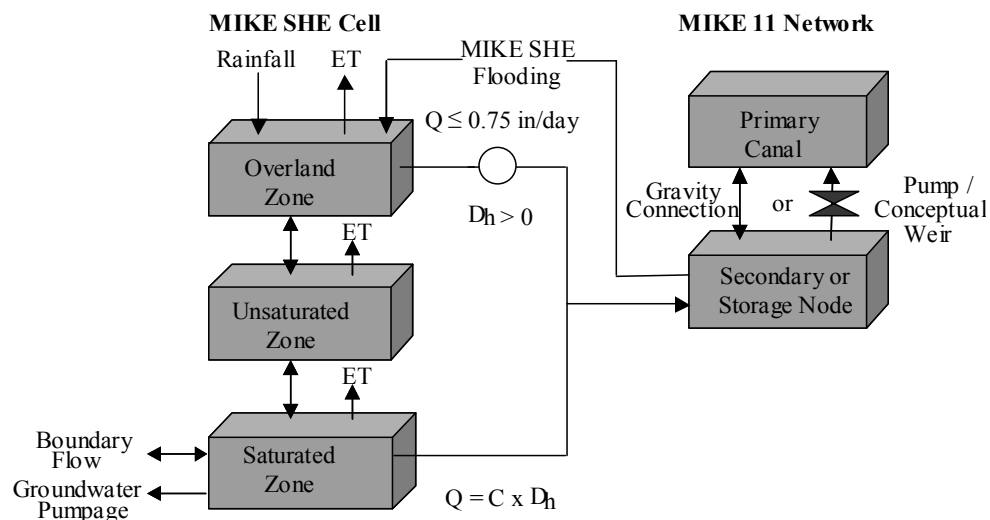 MIKE SHE Cell
MIKE 11 Network
Rainfall
ET
MIKE SHE
Flooding
Q ≤ 0.75 in/day
Overland
Zone
Dh > 0
ET
Unsaturated
Zone
ET
Boundary
Flow
Groundwater
Pumpage
Saturated
Zone
Q = C x Dh
Primary
Canal
Gravity
Connection
or
Pump /
Conceptual
Weir
Secondary or
Storage Node